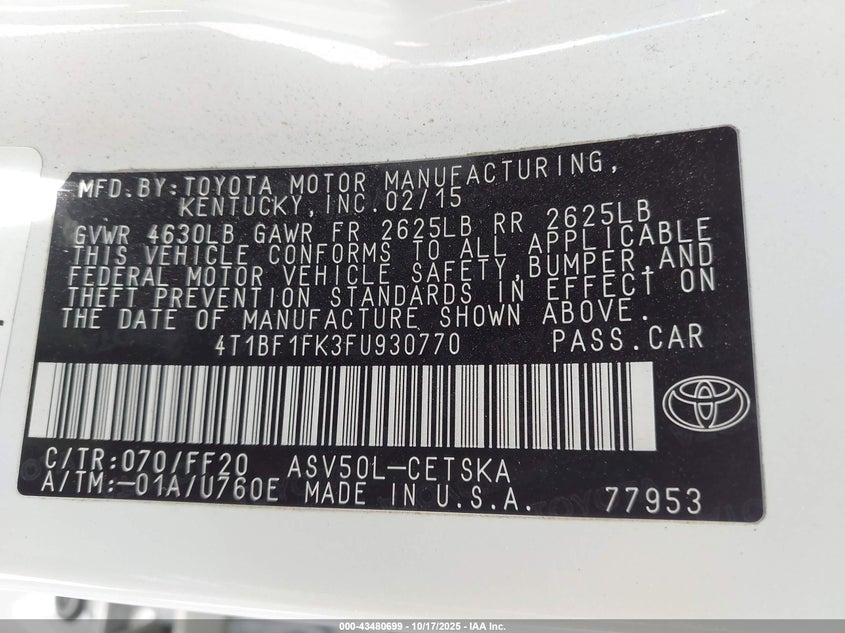 MFD. BY: TOYOTA MOTOR MANUFACTURING,
KENTUCKY, INC. 02/15
GVWR 4630LB GAWR FR 2625LB RR 2625LB
THIS VEHICLE CONFORMS TO ALL APPLICABLE
FEDERAL MOTOR VEHICLE SAFETY, BUMPER, AND
THEFT PREVENTION STANDARDS IN EFFECT ON
THE DATE OF MANUFACTURE SHOWN ABOVE.
4T1BF1FK3FU930770 PASS. CAR
C/TR: 070/FF20 ASV50L-CETSKA
A/TM: -01A/U760E MADE IN U.S.A. 77953
000-43480699 | 10/17/2025 - IAA Inc.